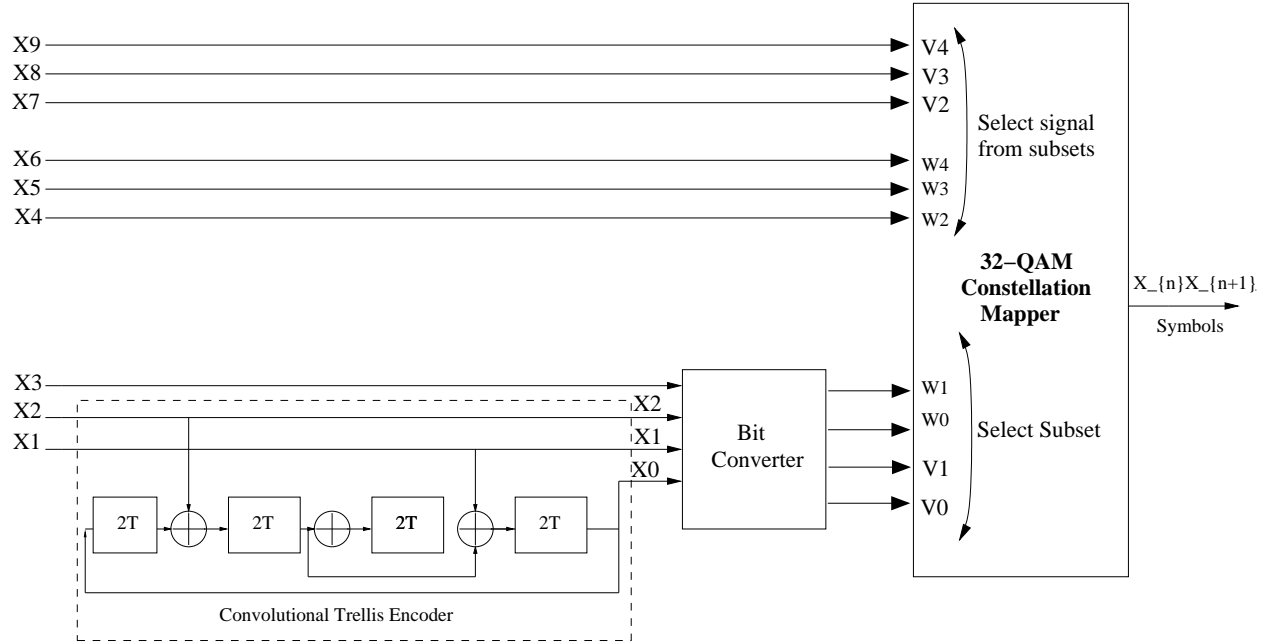 X9
X8
X7
X6
X5
X4
X3
X2
X1
V4
V3
V2
W4
W3
W2
Select signal
from subsets
32−QAM
Constellation
Mapper
X_{n}X_{n+1}
Symbols
X2
X1
X0
Bit
Converter
W1
W0
V1
V0
Select Subset
2T
2T
2T
2T
Convolutional Trellis Encoder